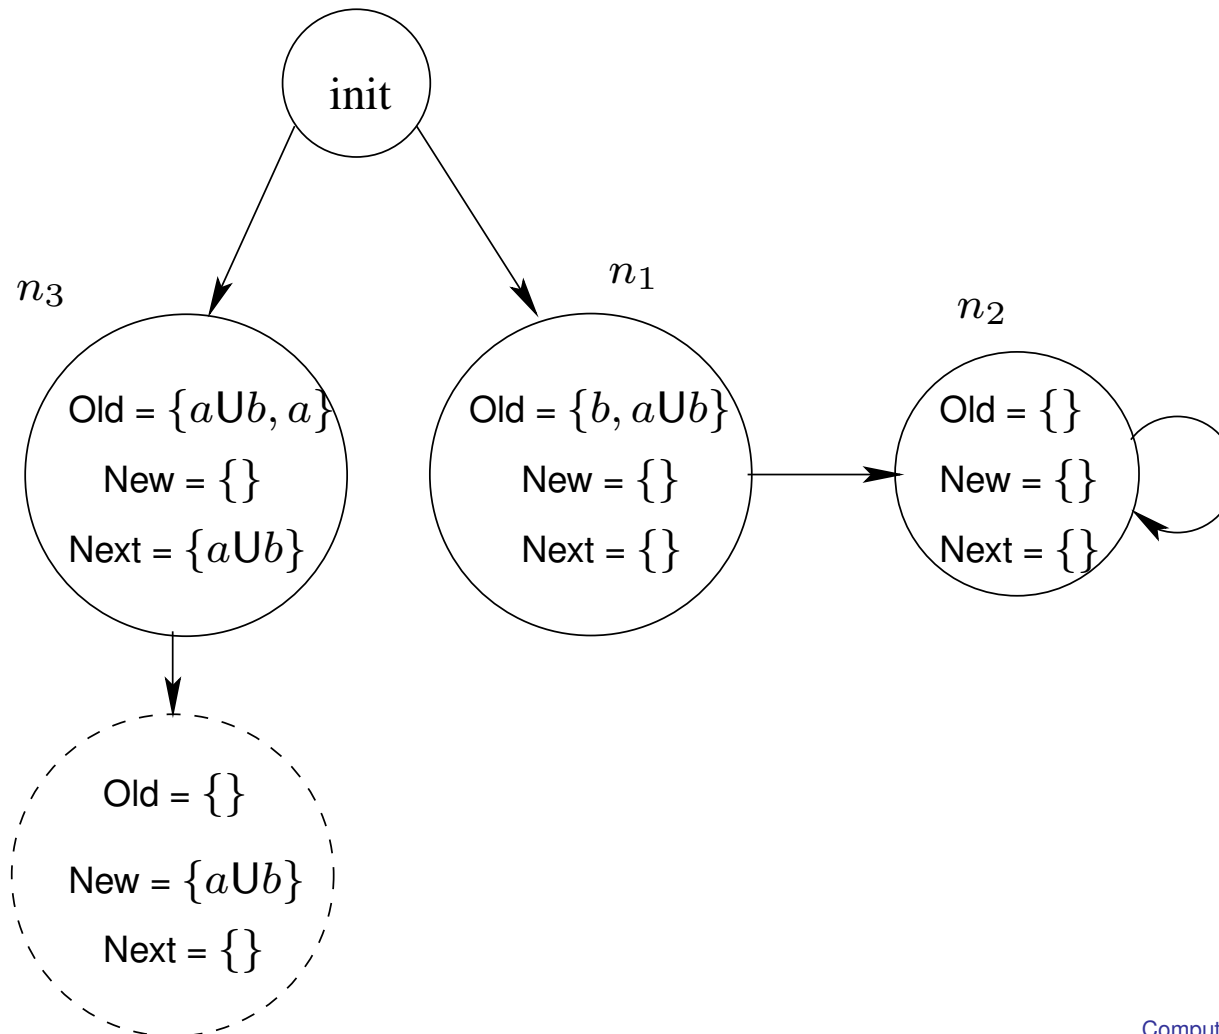 init
n₃
Old = {aUb, a}
New = {}
Next = {aUb}
n₁
Old = {b, aUb}
New = {}
Next = {}
n₂
Old = {}
New = {}
Next = {}
Old = {}
New = {aUb}
Next = {}
Comput